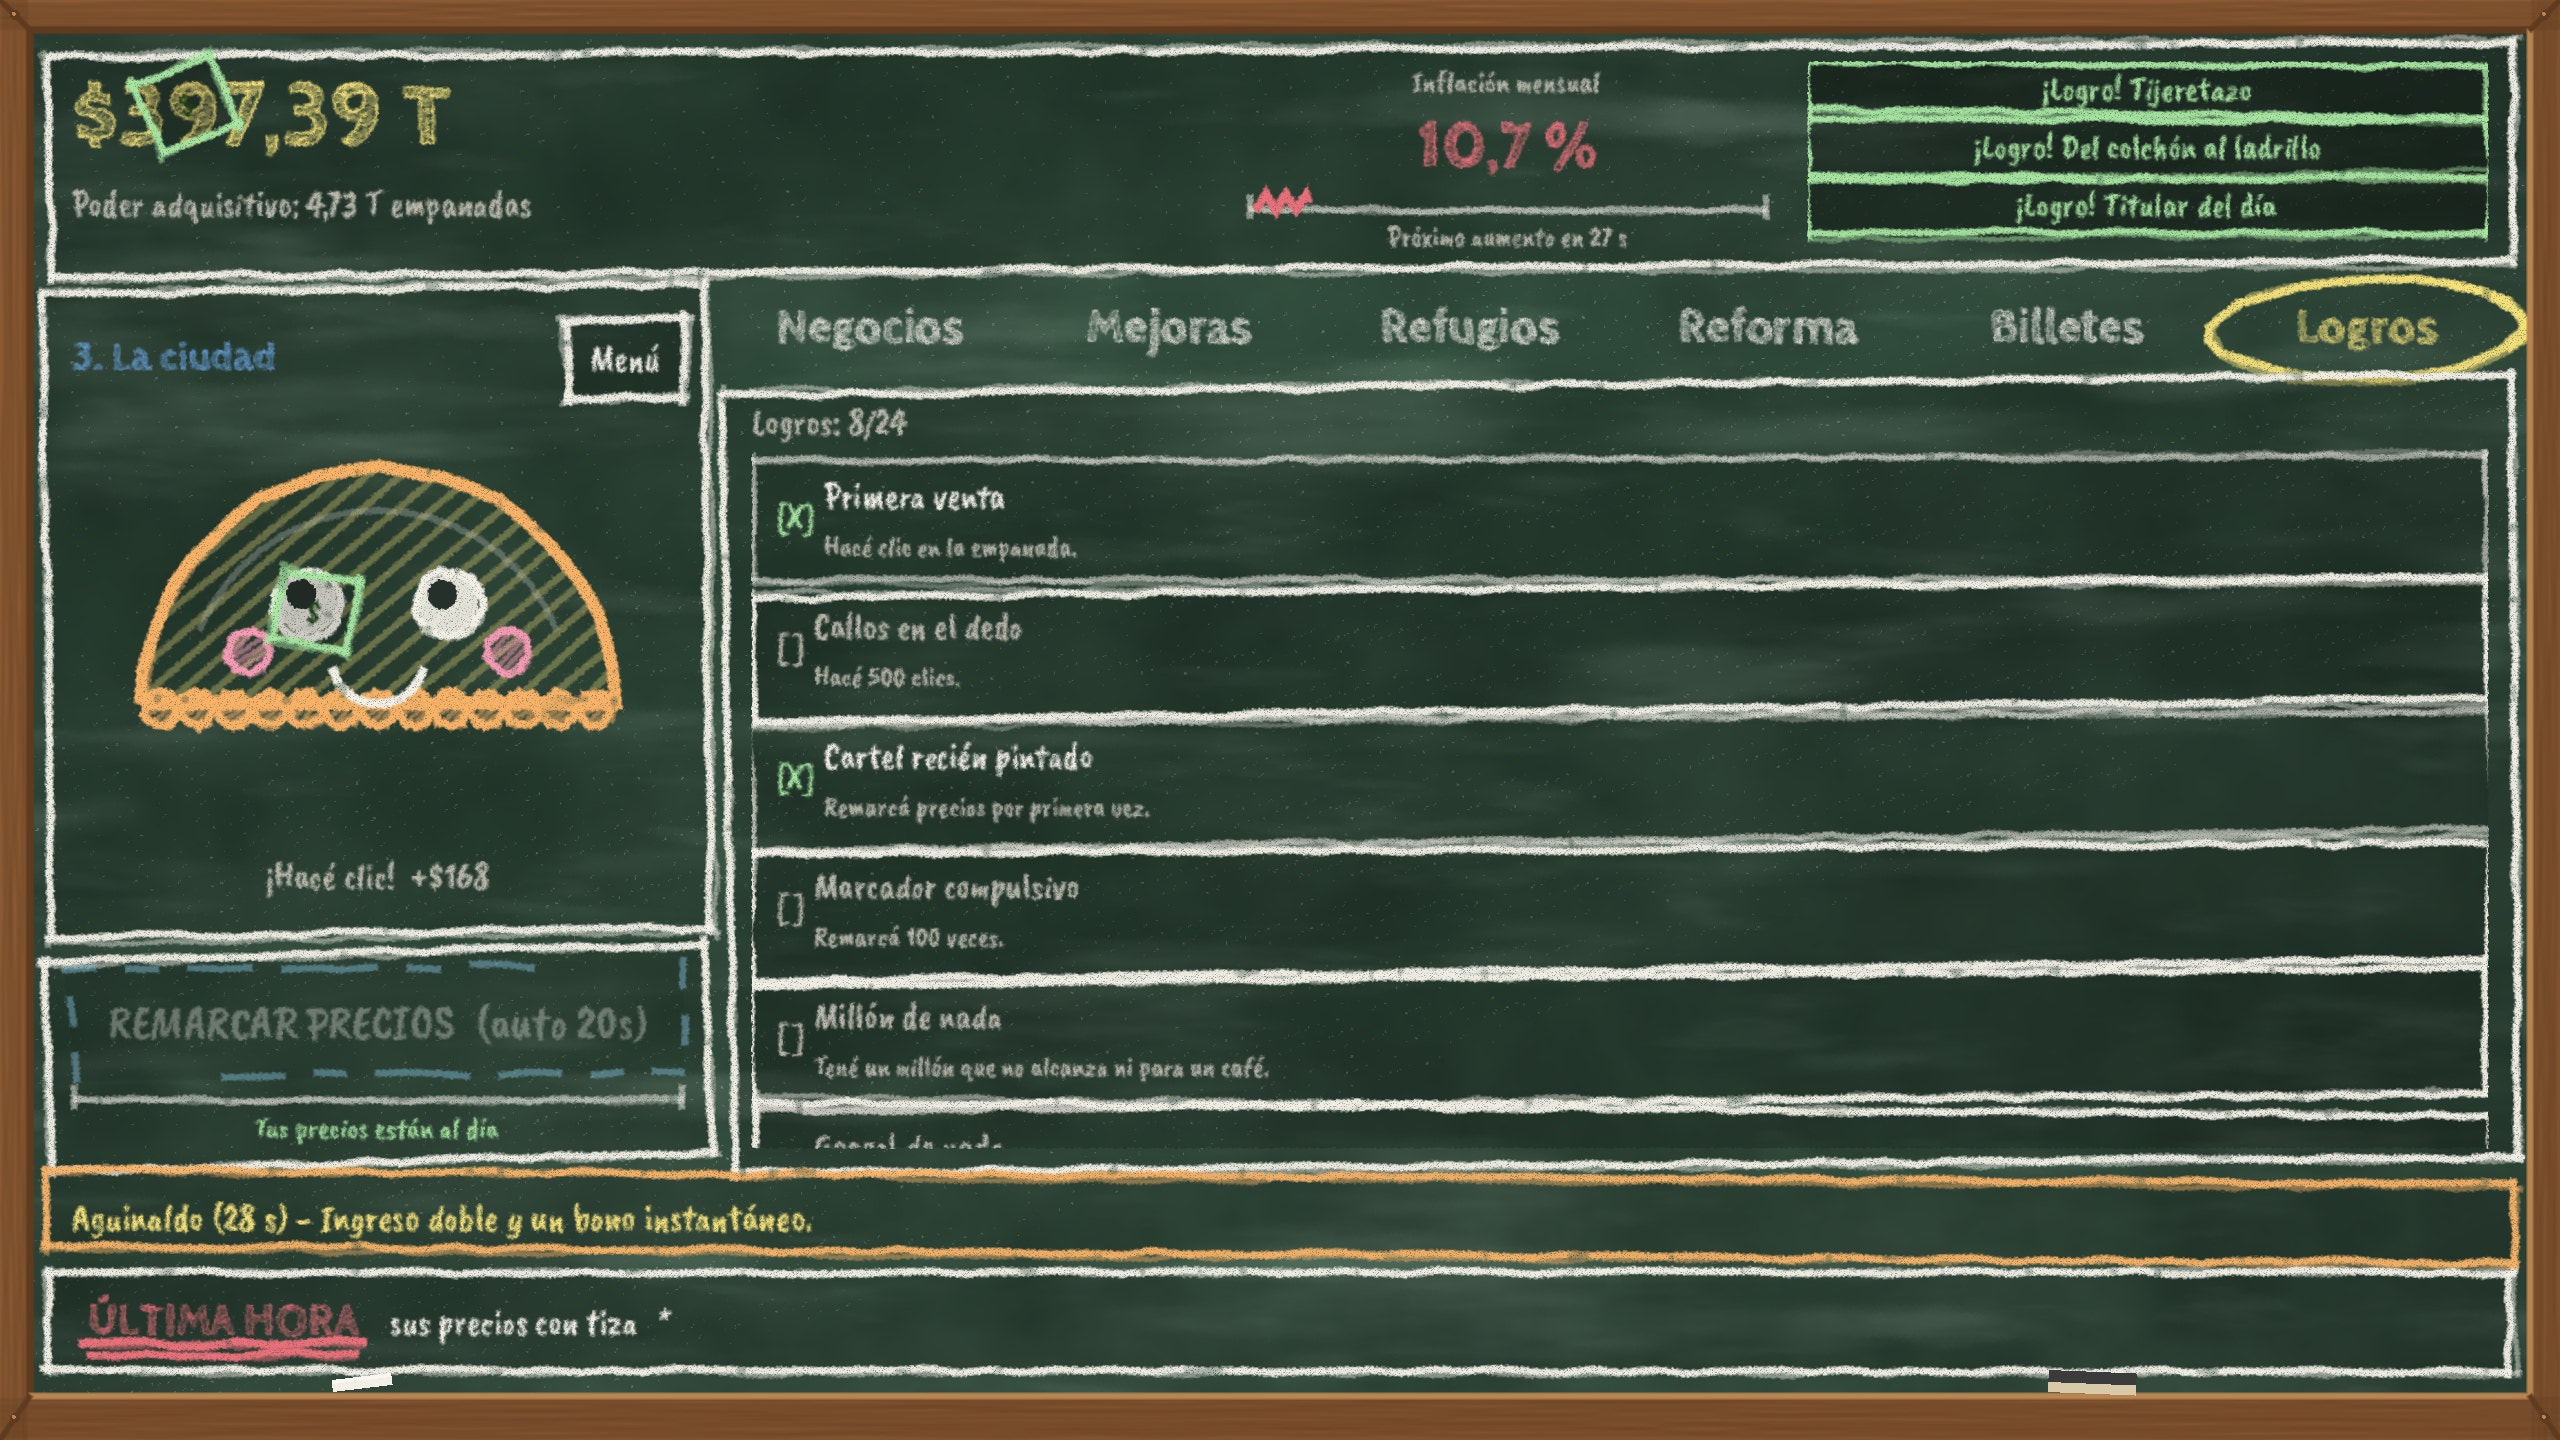 $397,39 T
Poder adquisitivo: 4,73 T empanadas
Inflación mensual
10,7 %
Próximo aumento en 27 s
¡Logro! Tijeretazo
¡Logro! Del colchón al ladrillo
¡Logro! Titular del día
3. La ciudad
Menú
$
¡Hacé clic! +$168
REMARCAR PRECIOS (auto 20s)
Tus precios están al día
Negocios
Mejoras
Refugios
Reforma
Billetes
Logros
Logros: 8/24
[X] Primera venta
Hacé clic en la empanada.
[ ] Callos en el dedo
Hacé 500 clics.
[X] Cartel recién pintado
Remarcá precios por primera vez.
[ ] Marcador compulsivo
Remarcá 100 veces.
[ ] Millón de nada
Tené un millón que no alcanza ni para un café.
Aguinaldo (28 s) - Ingreso doble y un bono instantáneo.
ÚLTIMA HORA sus precios con tiza *